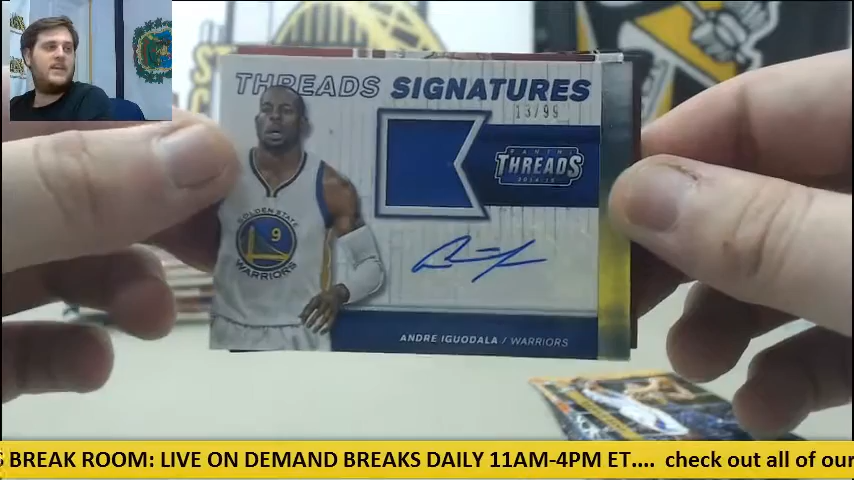 THREADS SIGNATURES
13/99
PANINI
THREADS
2014-15
GOLDEN STATE
9
WARRIORS
ANDRE IGUODALA / WARRIORS
BREAK ROOM: LIVE ON DEMAND BREAKS DAILY 11AM-4PM ET.... check out all of our